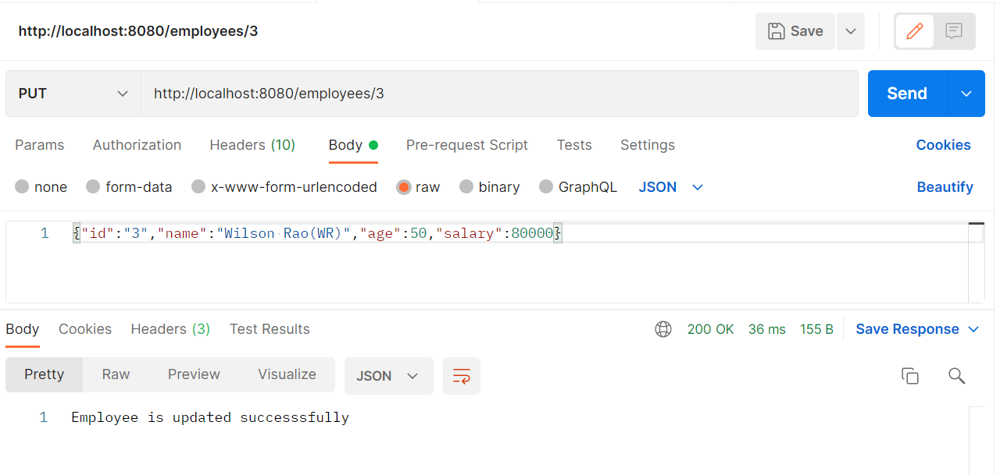 http://localhost:8080/employees/3 Save
PUT http://localhost:8080/employees/3 Send
Params Authorization Headers (10) Body Pre-request Script Tests Settings Cookies
none form-data x-www-form-urlencoded raw binary GraphQL JSON Beautify
1 {"id":"3","name":"Wilson Rao(WR)","age":50,"salary":80000}
Body Cookies Headers (3) Test Results 200 OK 36 ms 155 B Save Response
Pretty Raw Preview Visualize JSON
1 Employee is updated successsfully